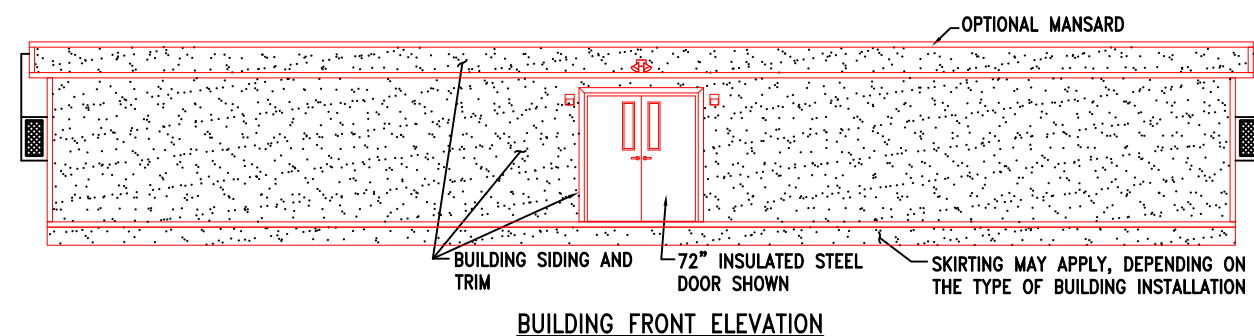 OPTIONAL MANSARD
BUILDING SIDING AND
TRIM
72" INSULATED STEEL
DOOR SHOWN
SKIRTING MAY APPLY, DEPENDING ON
THE TYPE OF BUILDING INSTALLATION
BUILDING FRONT ELEVATION